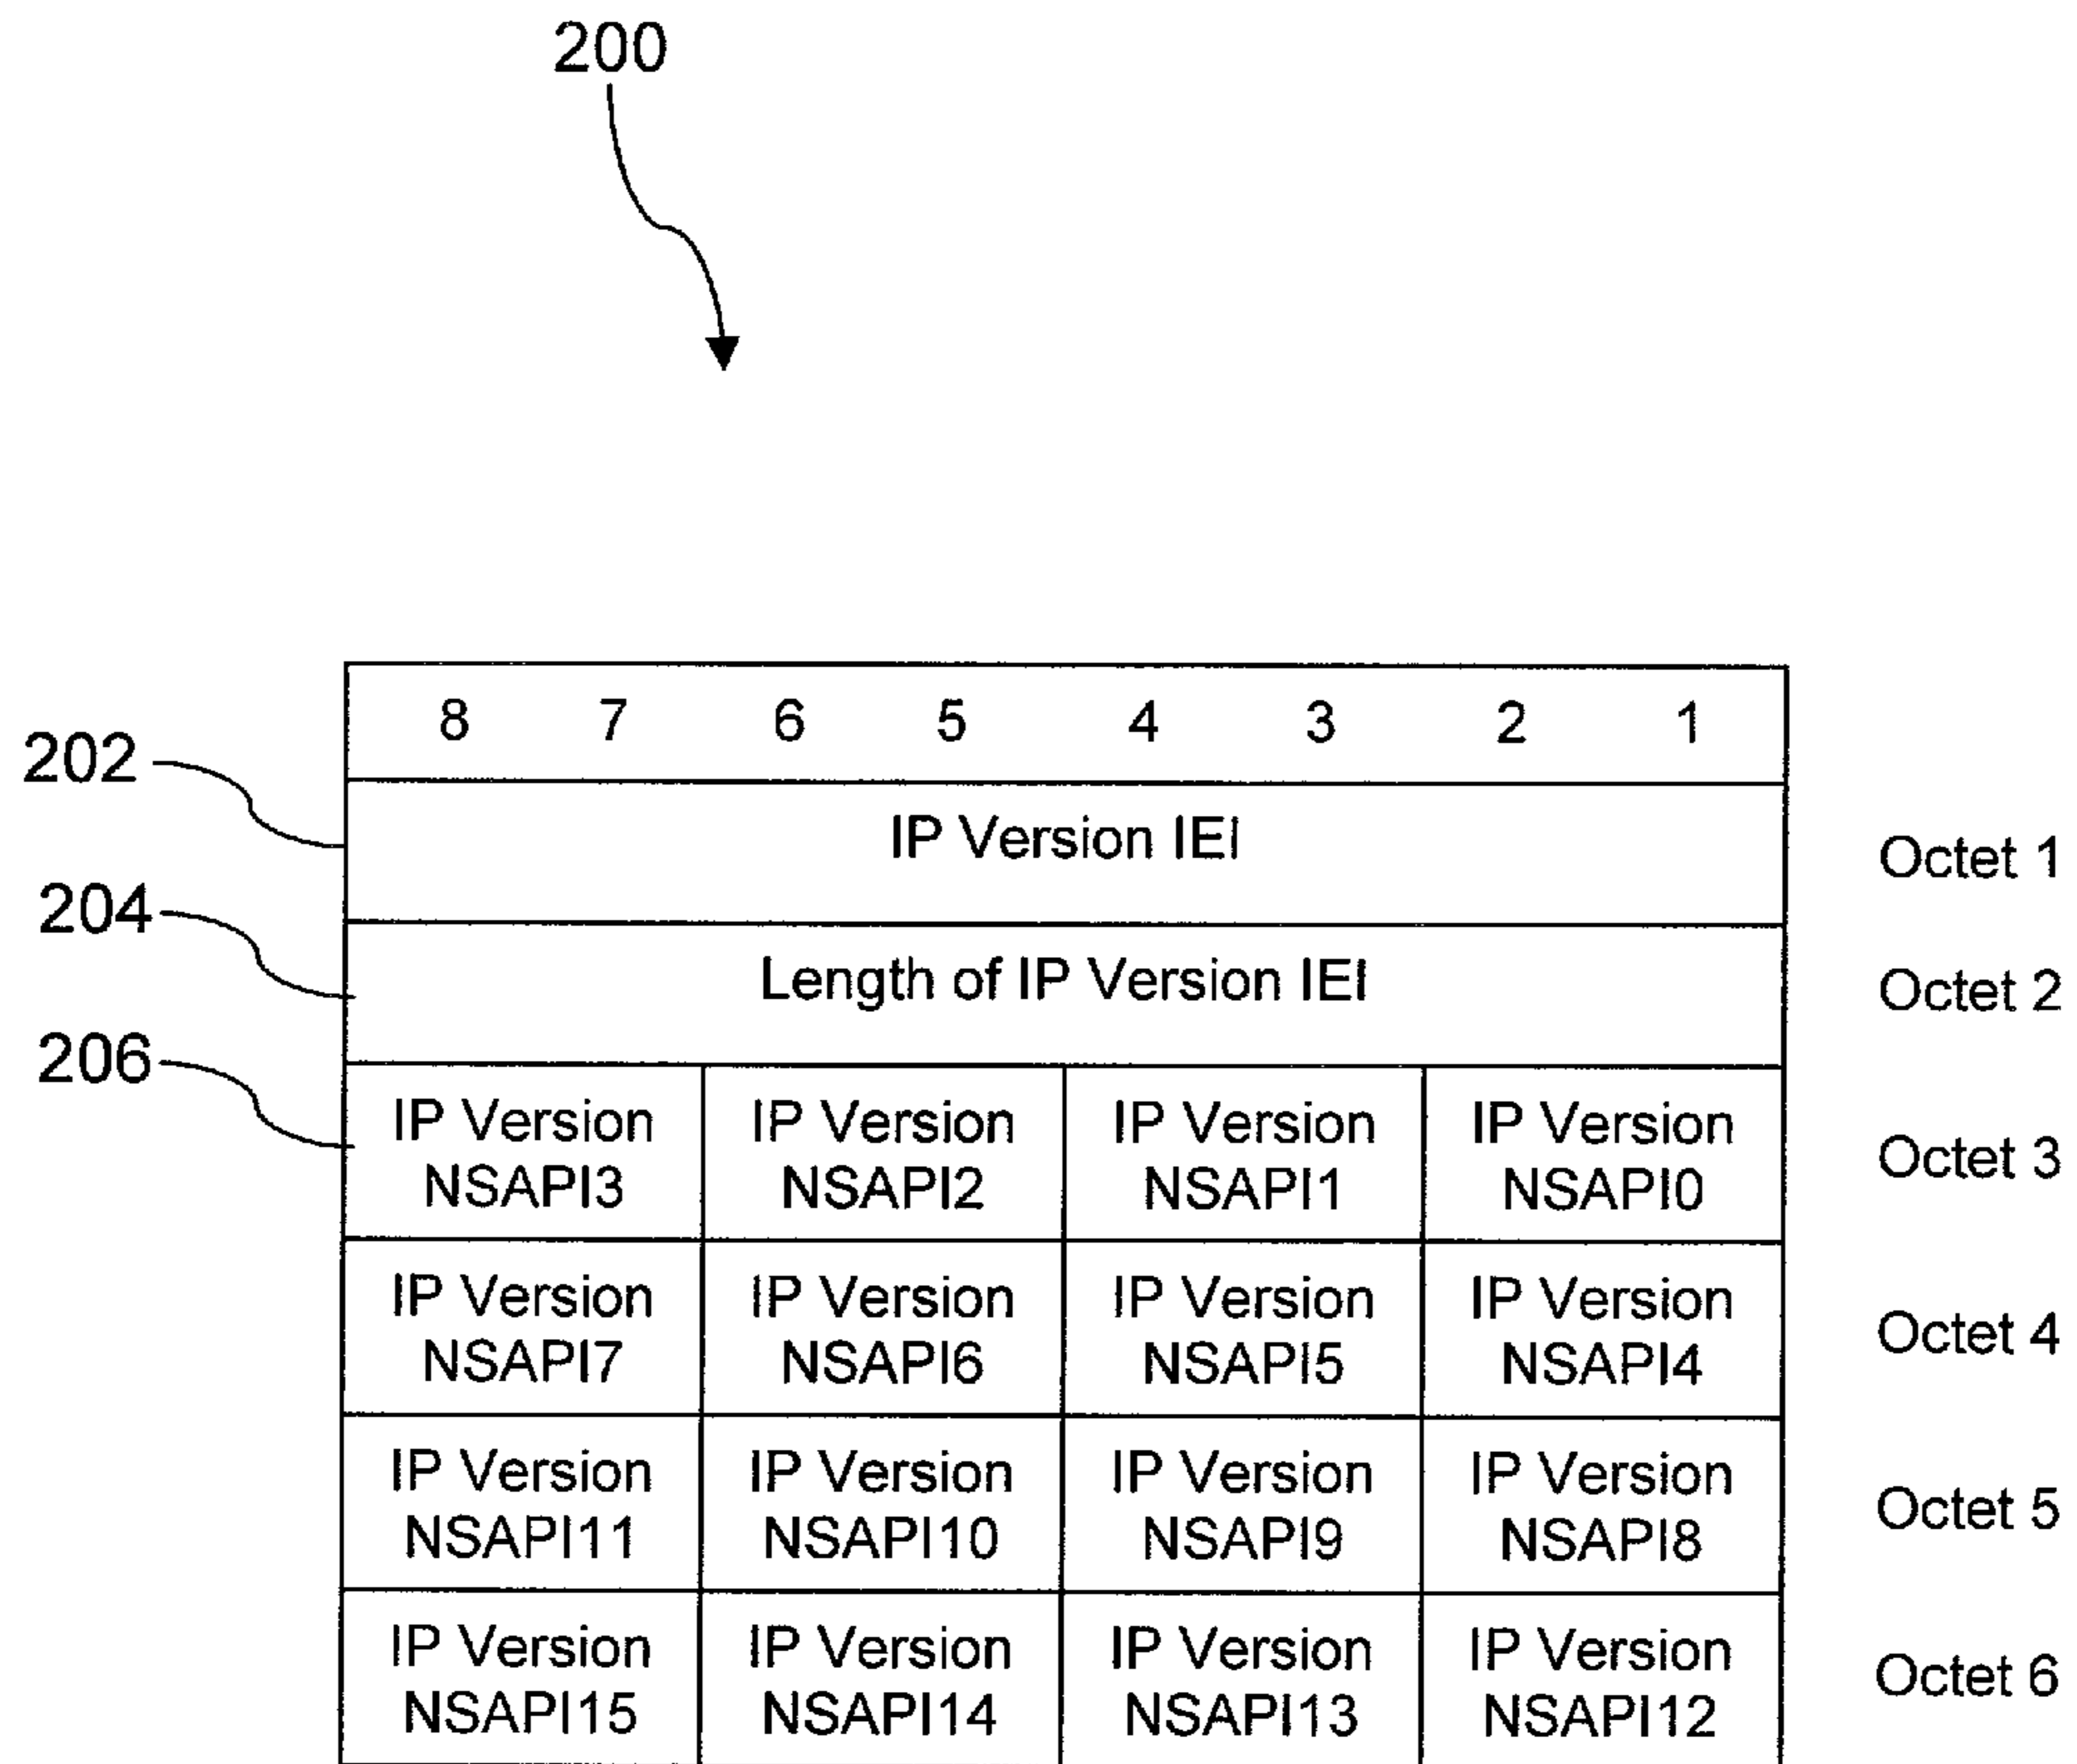 200
8 7 6 5 4 3 2 1
202
IP Version IEI
Octet 1
204
Length of IP Version IEI
Octet 2
206
IP Version NSAPI3
IP Version NSAPI2
IP Version NSAPI1
IP Version NSAPI0
Octet 3
IP Version NSAPI7
IP Version NSAPI6
IP Version NSAPI5
IP Version NSAPI4
Octet 4
IP Version NSAPI11
IP Version NSAPI10
IP Version NSAPI9
IP Version NSAPI8
Octet 5
IP Version NSAPI15
IP Version NSAPI14
IP Version NSAPI13
IP Version NSAPI12
Octet 6